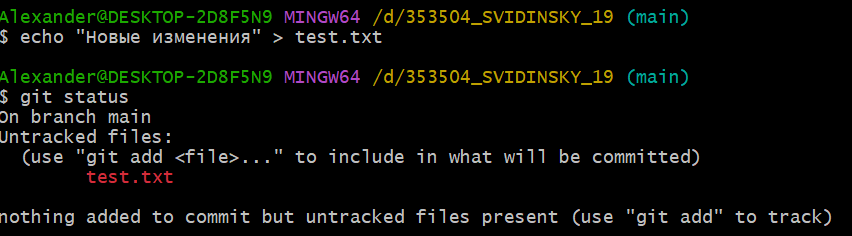 Alexander@DESKTOP-2D8F5N9 MINGW64 /d/353504_SVIDINSKY_19 (main)
$ echo "Новые изменения" > test.txt
Alexander@DESKTOP-2D8F5N9 MINGW64 /d/353504_SVIDINSKY_19 (main)
$ git status
On branch main
Untracked files:
  (use "git add <file>..." to include in what will be committed)
        test.txt
nothing added to commit but untracked files present (use "git add" to track)